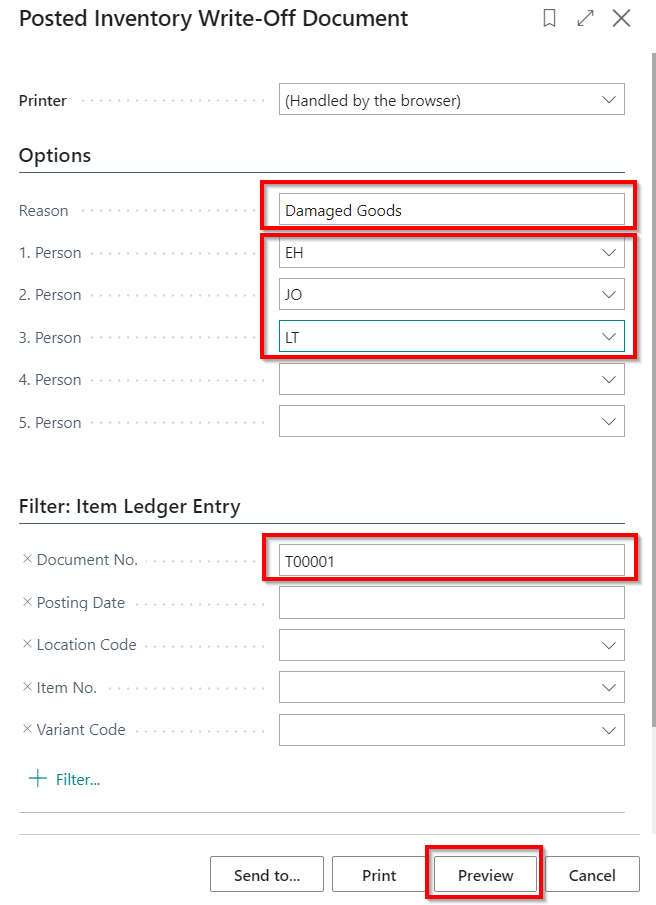 Posted Inventory Write-Off Document
Printer (Handled by the browser)
Options
Reason Damaged Goods
1. Person EH
2. Person JO
3. Person LT
4. Person
5. Person
Filter: Item Ledger Entry
× Document No. T00001
× Posting Date
× Location Code
× Item No.
× Variant Code
+ Filter...
Send to... Print Preview Cancel